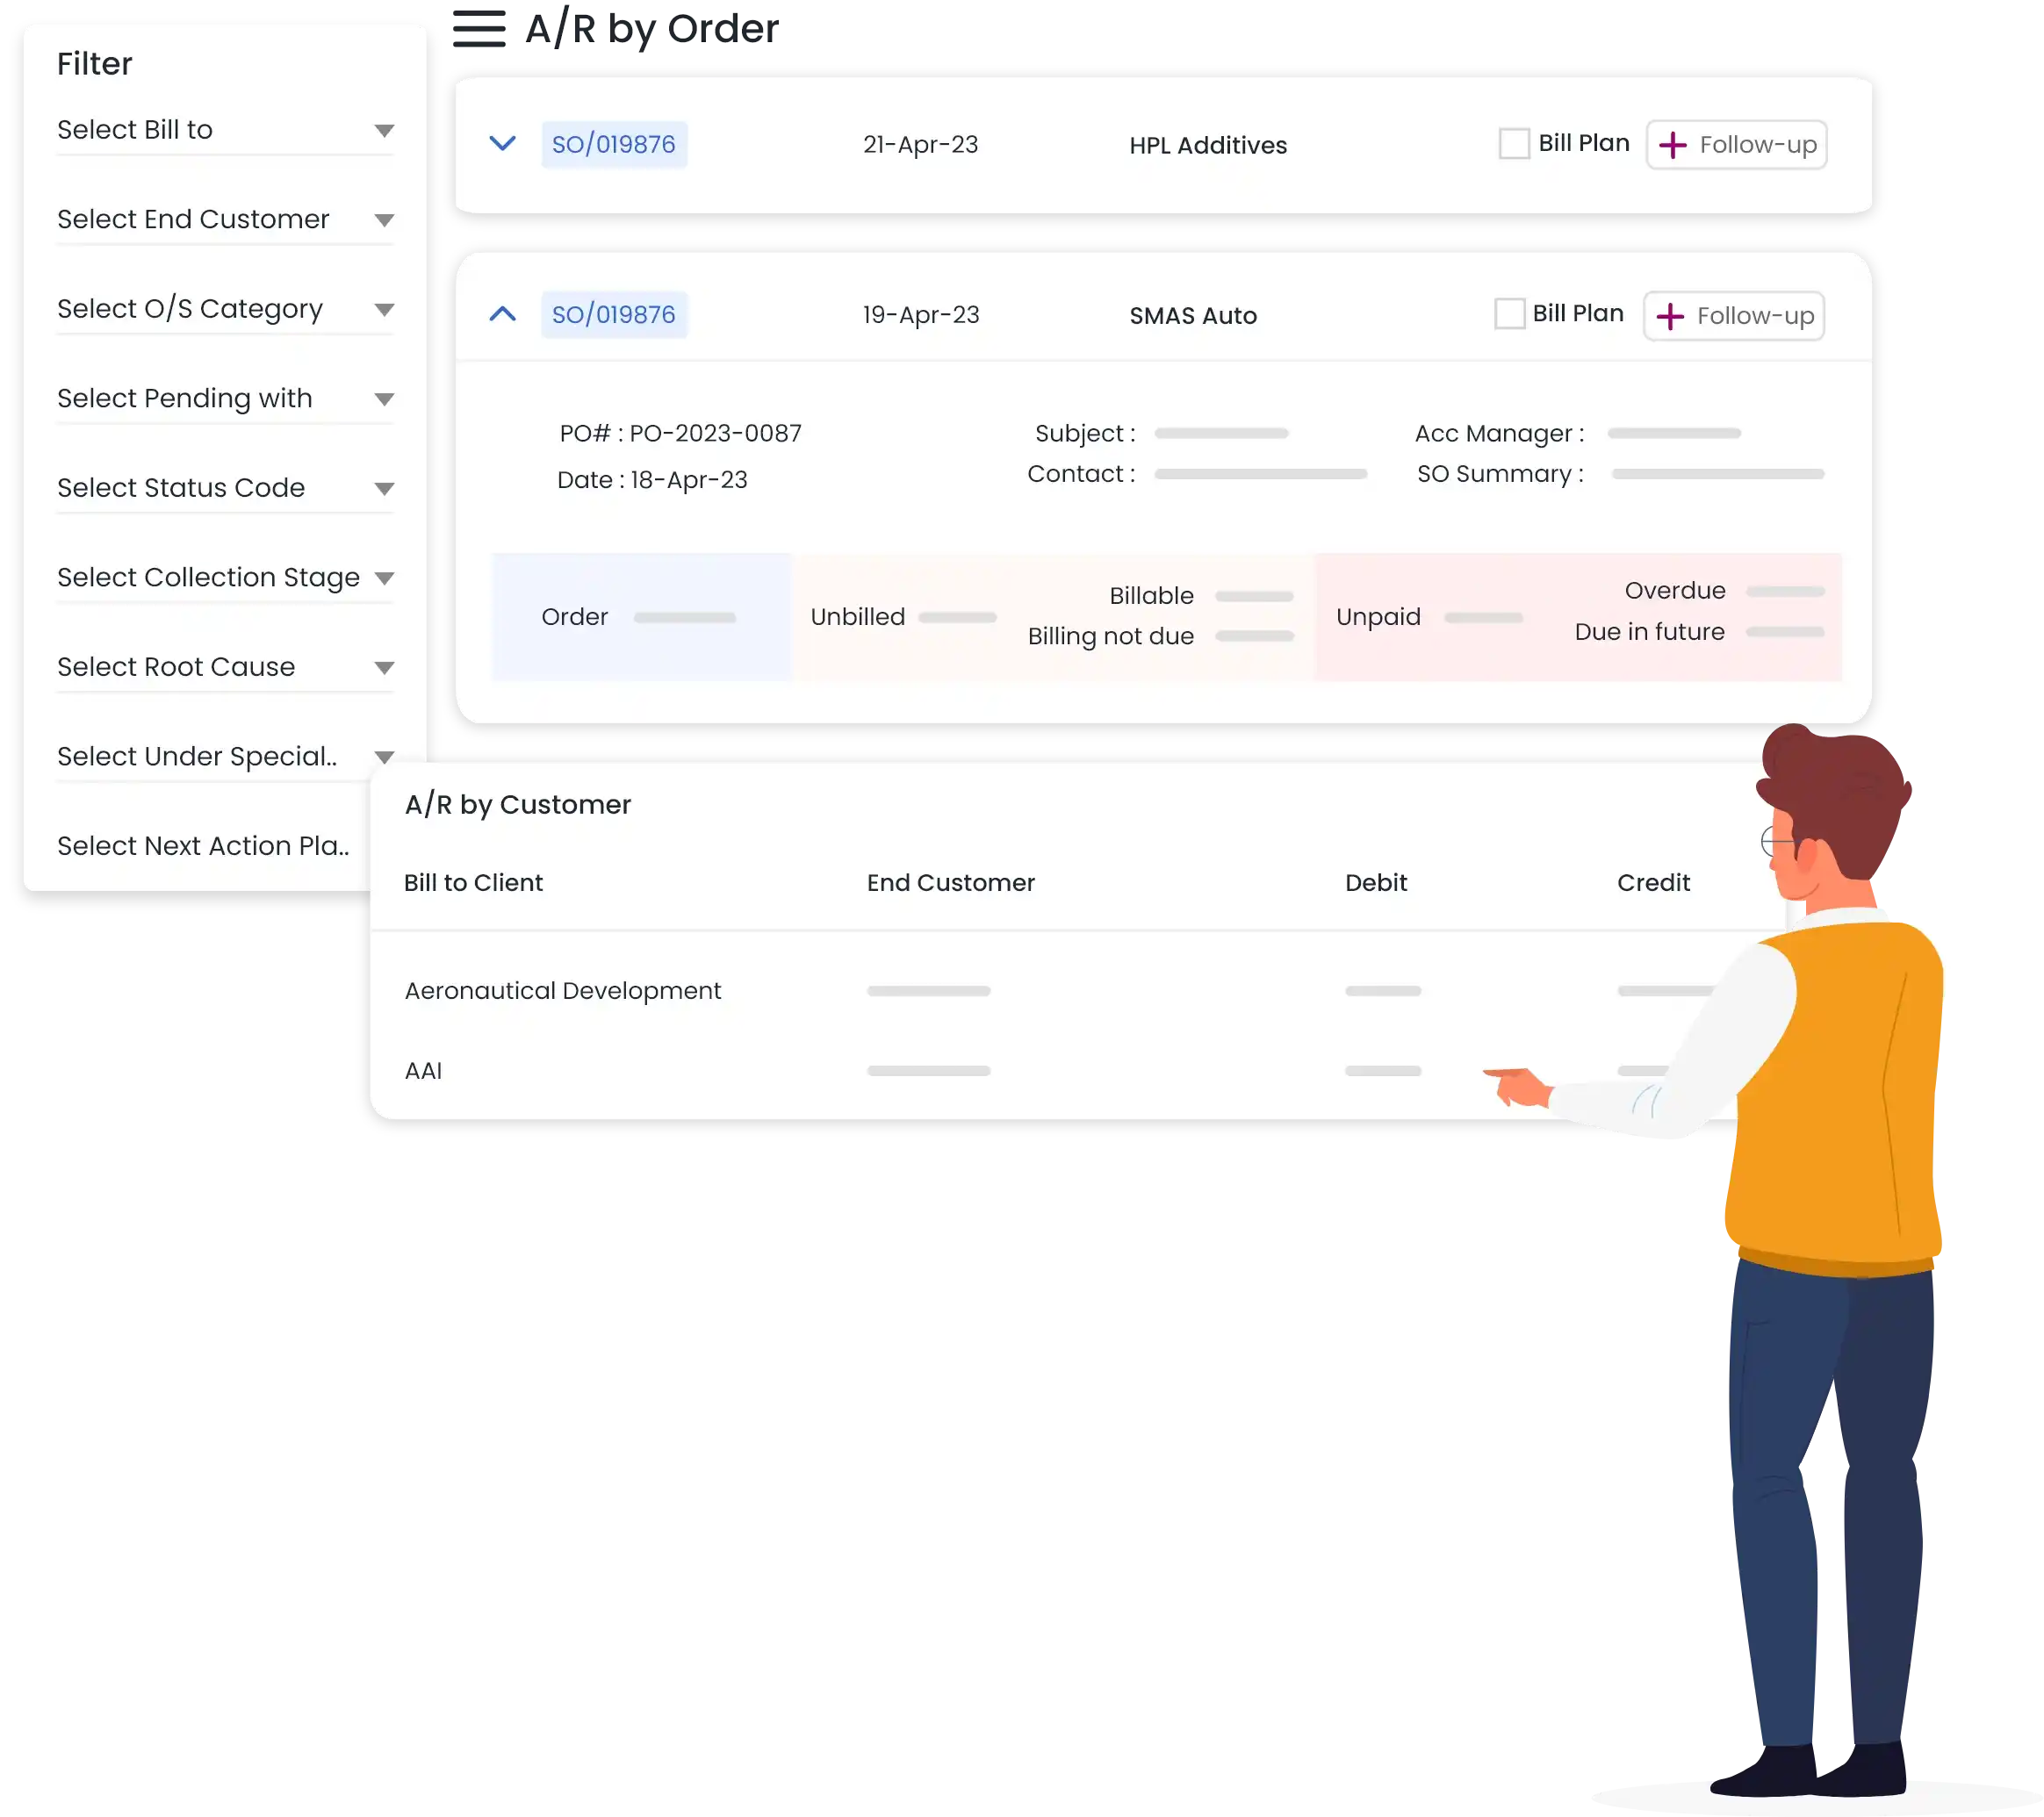 Filter
Select Bill to
Select End Customer
Select O/S Category
Select Pending with
Select Status Code
Select Collection Stage
Select Root Cause
Select Under Special..
Select Next Action Pla..
A/R by Order
SO/019876 21-Apr-23 HPL Additives Bill Plan Follow-up
SO/019876 19-Apr-23 SMAS Auto Bill Plan Follow-up
PO# : PO-2023-0087 Subject : Acc Manager :
Date : 18-Apr-23 Contact : SO Summary :
Order Unbilled Billable Unpaid Overdue
Billing not due Due in future
A/R by Customer
Bill to Client End Customer Debit Credit
Aeronautical Development
AAI